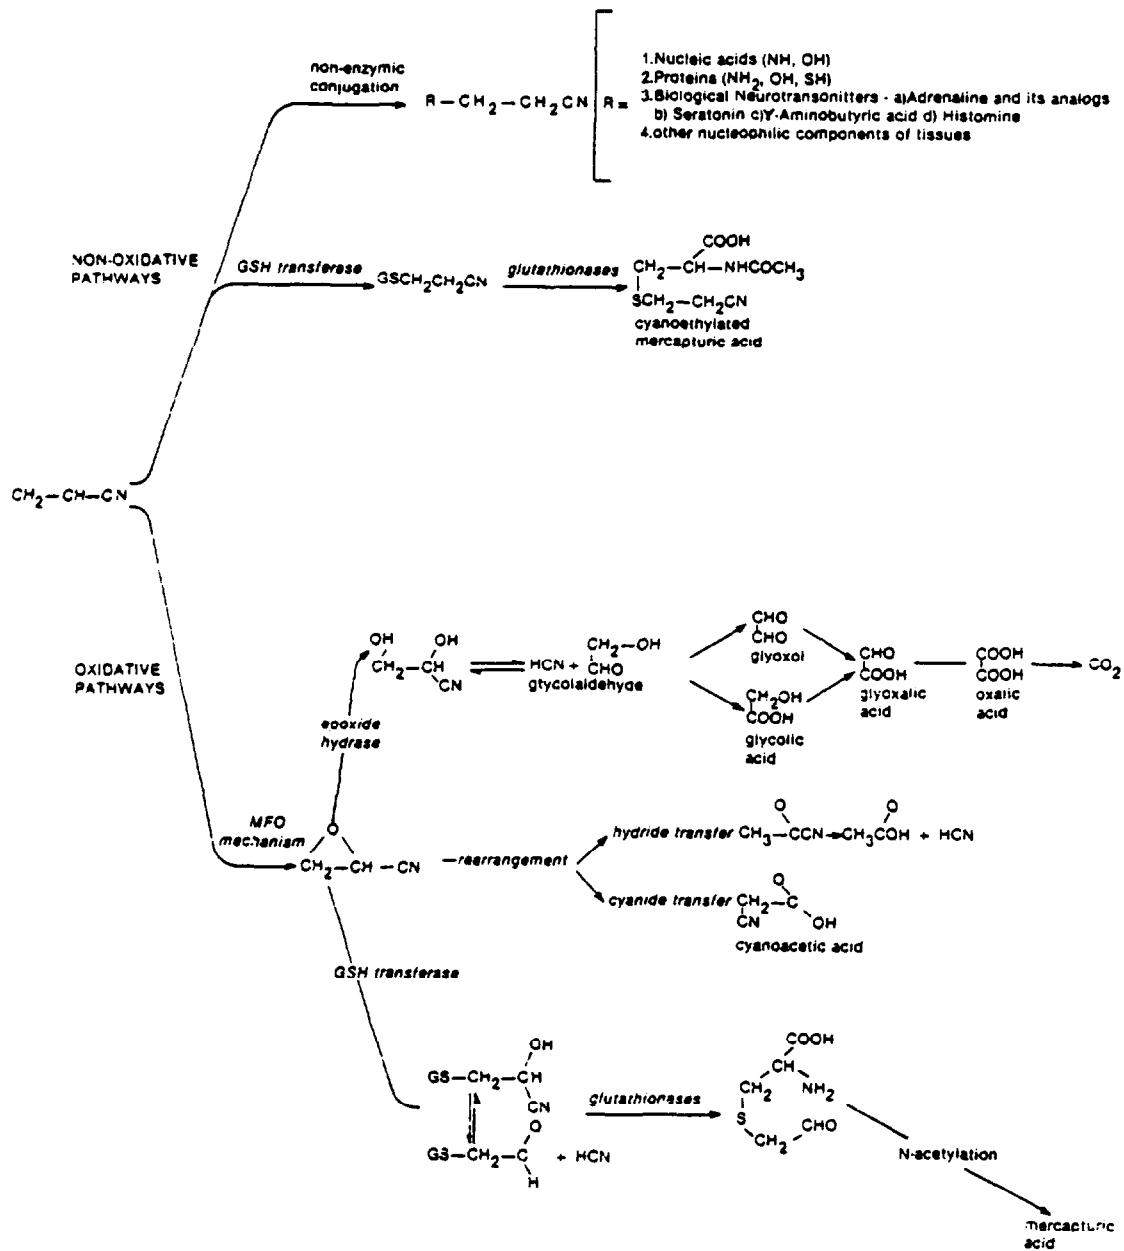 non-enzymic
conjugation
R—CH2—CH2CN
R=
1.Nucleic acids (NH, OH)
2.Proteins (NH2, OH, SH)
3.Biological Neurotransonitters - a)Adrenaline and its analogs
b) Seratonin c)Y-Aminobutyric acid d) Histomine
4.other nucleophilic components of tissues
NON-OXIDATIVE
PATHWAYS
GSH transferase
GSCH2CH2CN
glutathionases
COOH
CH2—CH—NHCOCH3
SCH2—CH2CN
cyanoethylated
mercapturic acid
CH2—CH—CN
OXIDATIVE
PATHWAYS
OH
OH
CH2—CH
CN
HCN +
CH2—OH
CHO
glycolaldehyde
CHO
CHO
glyoxol
CH2OH
COOH
glycolic
acid
CHO
COOH
glyoxalic
acid
COOH
COOH
oxalic
acid
CO2
epoxide
hydrase
MFO
mechanism
O
CH2—CH—CN
—rearrangement
hydride transfer
O
CH3—CCN
O
CH3COH + HCN
cyanide transfer
O
CH2—C
CN
OH
cyanoacetic acid
GSH transferase
OH
GS—CH2—CH
CN
O
GS—CH2—C + HCN
H
glutathionases
COOH
CH
CH2
NH2
S
CH2
CHO
N-acetylation
mercapturic
acid